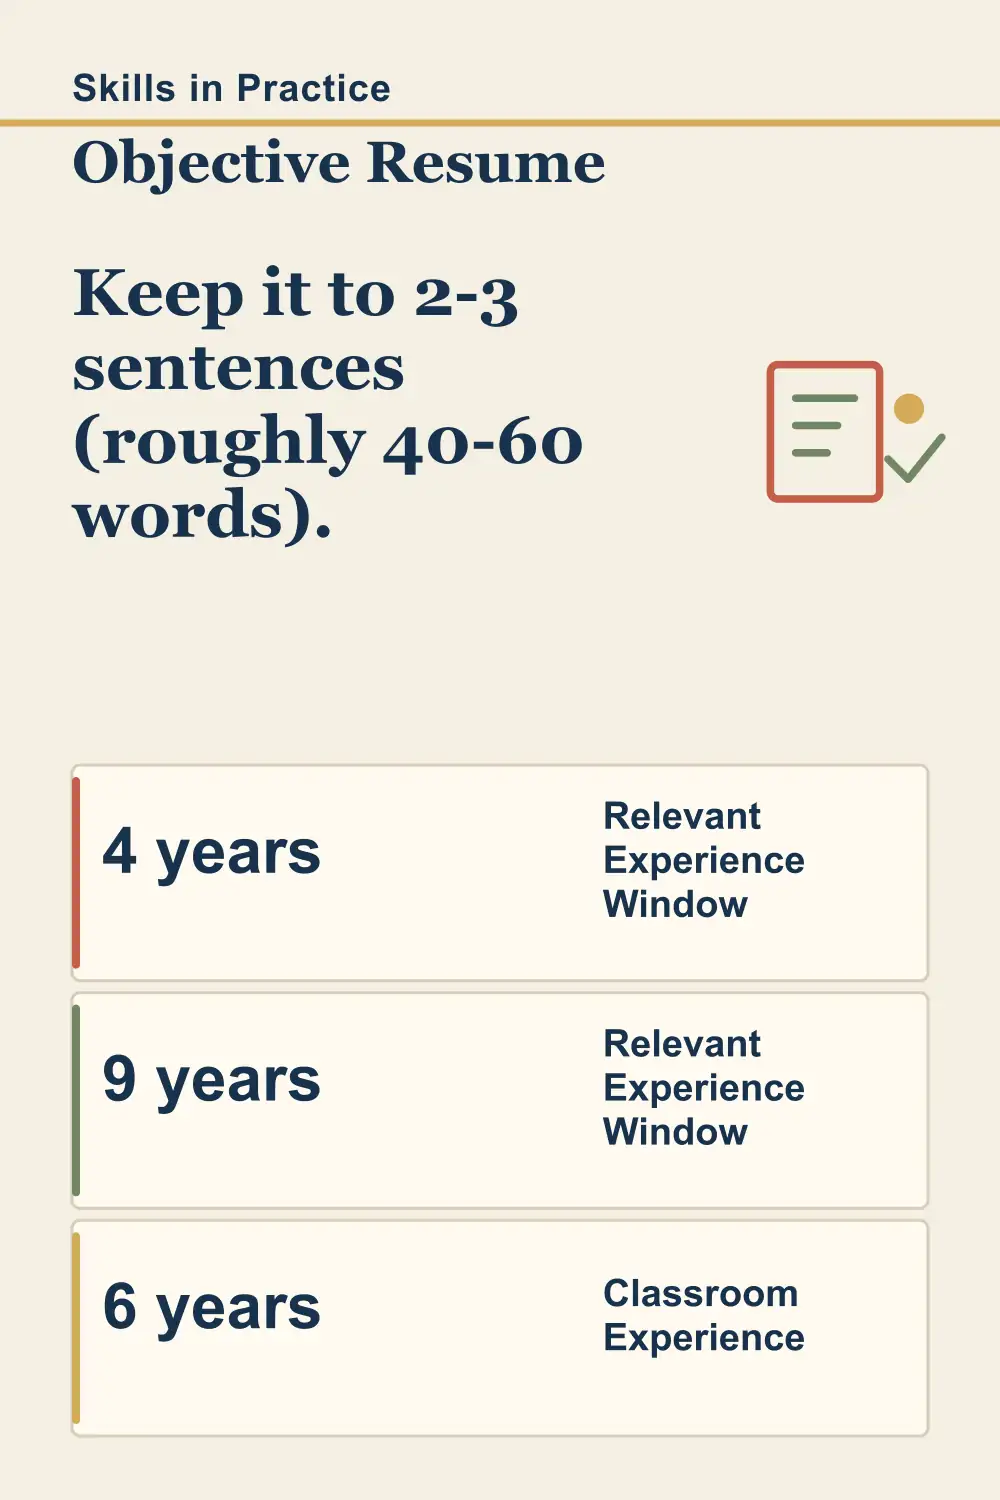 Skills in Practice
Objective Resume
Keep it to 2-3
sentences
(roughly 40-60
words).
4 years
Relevant
Experience
Window
9 years
Relevant
Experience
Window
6 years
Classroom
Experience